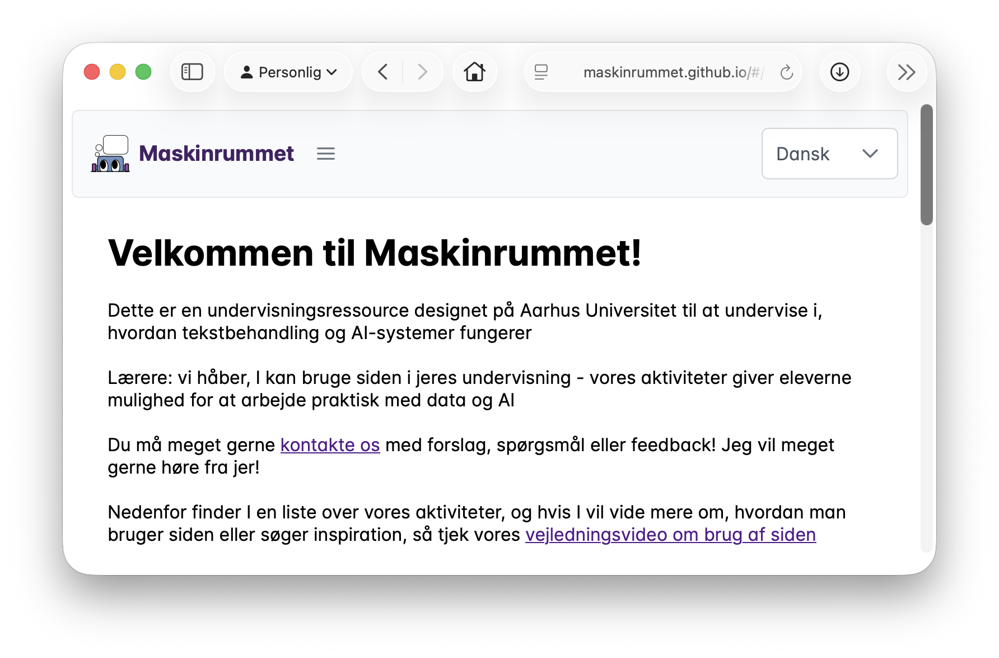 Personlig
maskinrummet.github.io/#/
Maskinrummet
Dansk
Velkommen til Maskinrummet!
Dette er en undervisningsressource designet på Aarhus Universitet til at undervise i,
hvordan tekstbehandling og AI-systemer fungerer
Lærere: vi håber, I kan bruge siden i jeres undervisning - vores aktiviteter giver eleverne
mulighed for at arbejde praktisk med data og AI
Du må meget gerne kontakte os med forslag, spørgsmål eller feedback! Jeg vil meget
gerne høre fra jer!
Nedenfor finder I en liste over vores aktiviteter, og hvis I vil vide mere om, hvordan man
bruger siden eller søger inspiration, så tjek vores vejledningsvideo om brug af siden